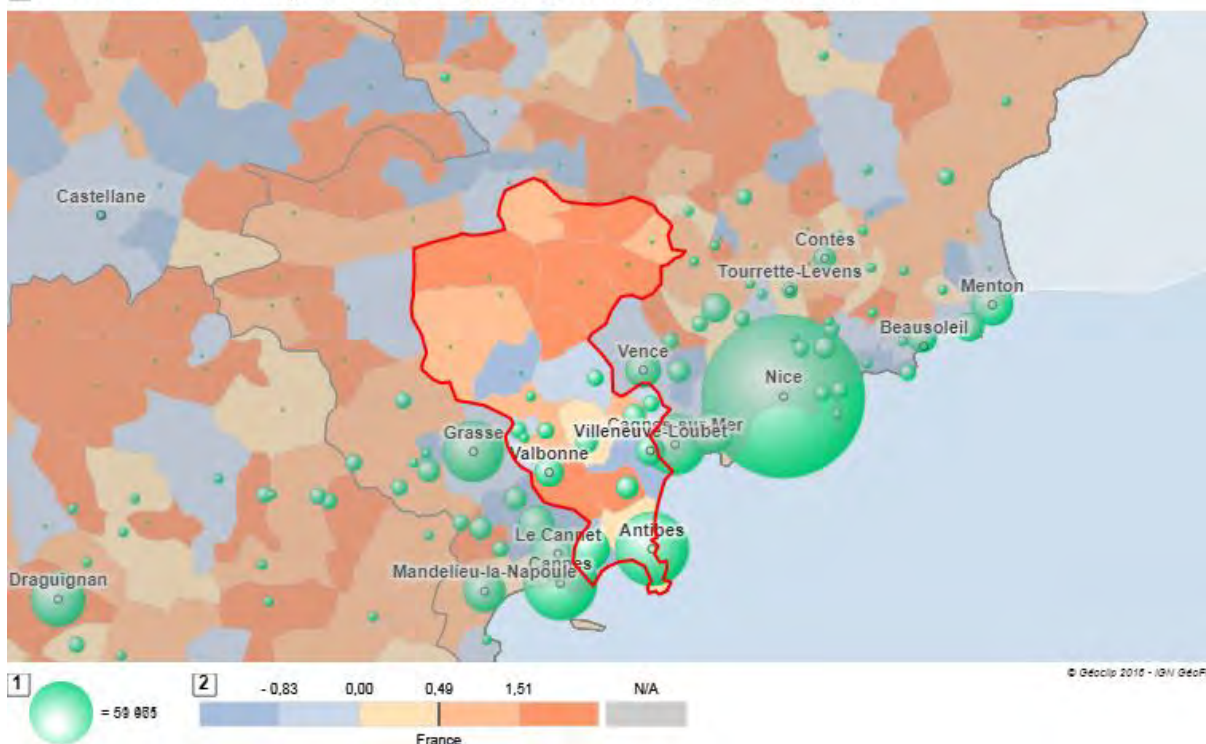 Castellane
Contes
Tourrette-Levens
Menton
Beausoleil
Vence
Nice
Grasse
Cagnes-sur-Mer
Villeneuve-Loubet
Valbonne
Antibes
Le Cannet
Cannes
Mandelieu-la-Napoule
Draguignan
© Géoclip 2016 - IGN GéoF
1
2
- 0,83 0,00 0,49 1,51 N/A
France